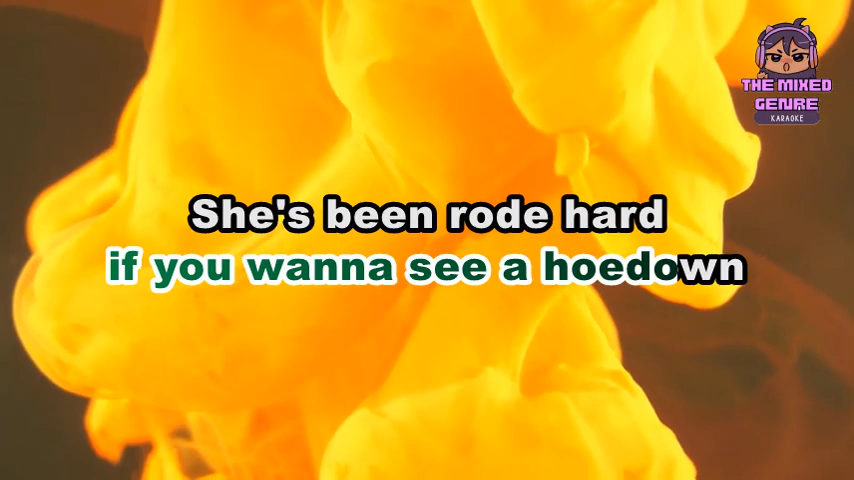 THE MIXED
GENRE
KARAOKE
She's been rode hard
if you wanna see a hoedown